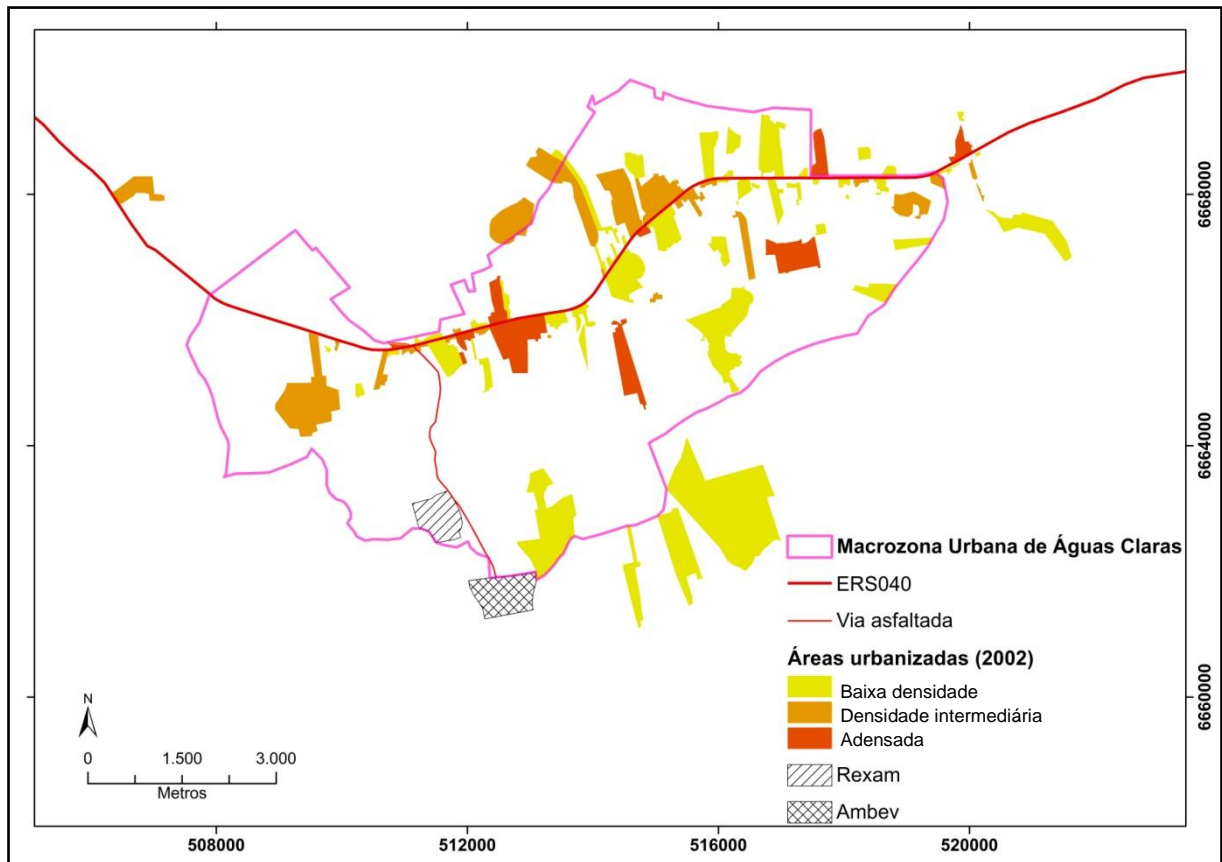 6668000
6664000
6660000
Macrozona Urbana de Águas Claras
ERS040
Via asfaltada
Áreas urbanizadas (2002)
Baixa densidade
Densidade intermediária
Adensada
Rexam
Ambev
N
0 1.500 3.000
Metros
508000 512000 516000 520000